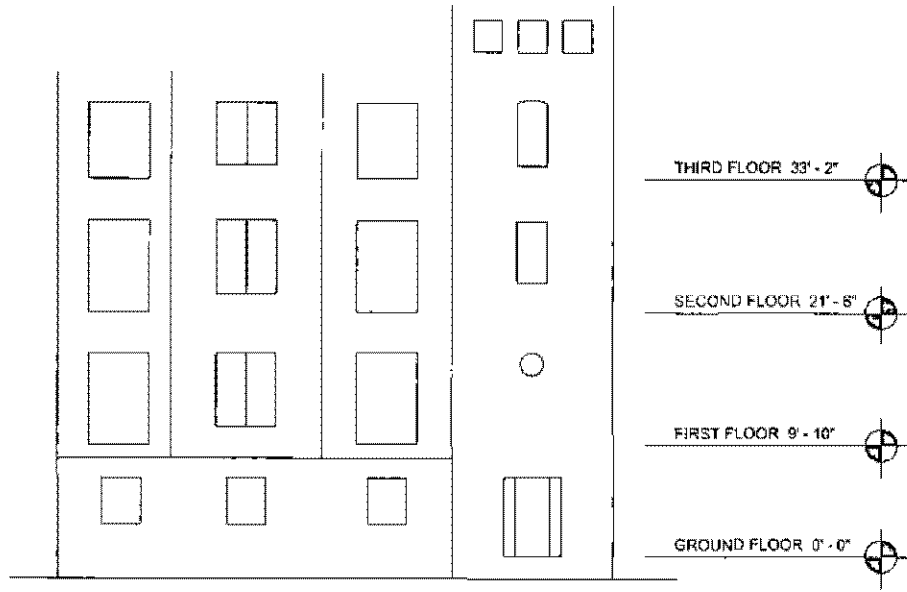 THIRD FLOOR 33' - 2"
SECOND FLOOR 21' - 6"
FIRST FLOOR 9' - 10"
GROUND FLOOR 0' - 0"